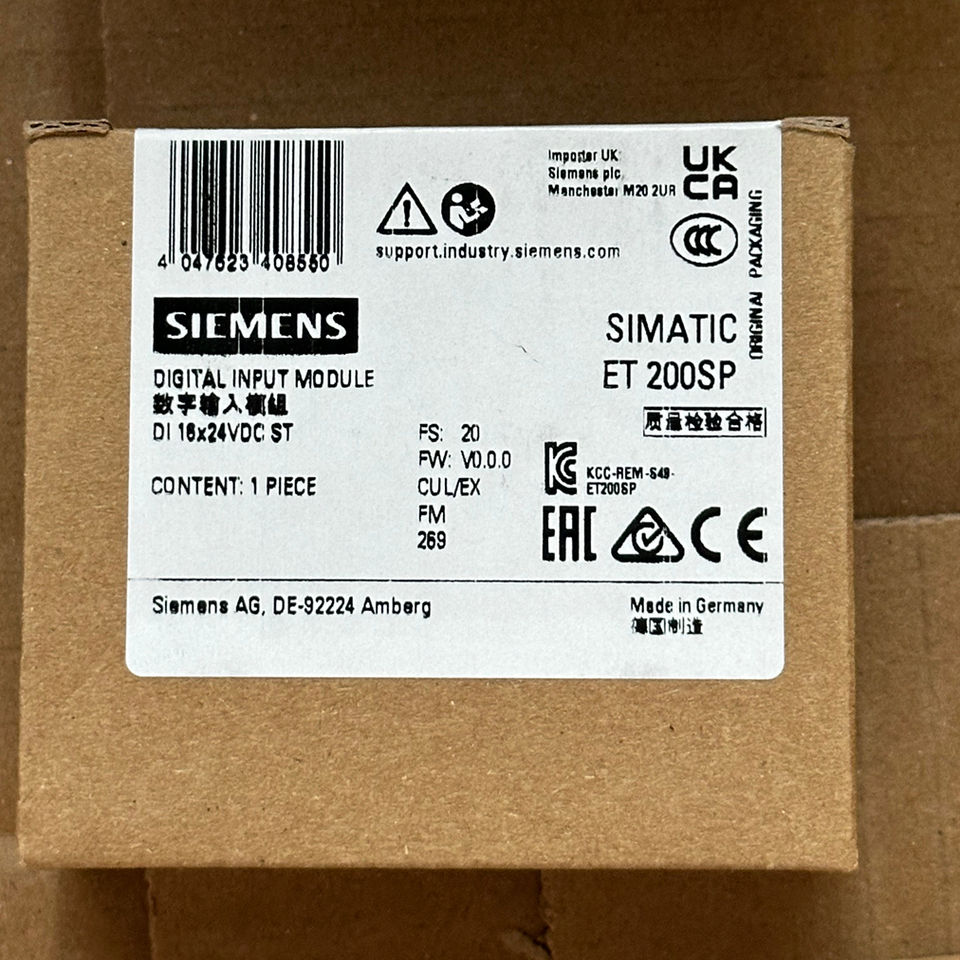 4 047623 408550
Importer UK:
Siemens plc,
Manchester M20 2UR
UK
CA
CCC
support.industry.siemens.com
ORIGINAL PACKAGING
SIEMENS
SIMATIC
ET 200SP
DIGITAL INPUT MODULE
数字输入模组
DI 16x24VDC ST
质量检验合格
FS: 20
FW: V0.0.0
CUL/EX
FM
269
CONTENT: 1 PIECE
KC
KCC-REM-S49-
ET200SP
EAC
CE
Siemens AG, DE-92224 Amberg
Made in Germany
德国制造